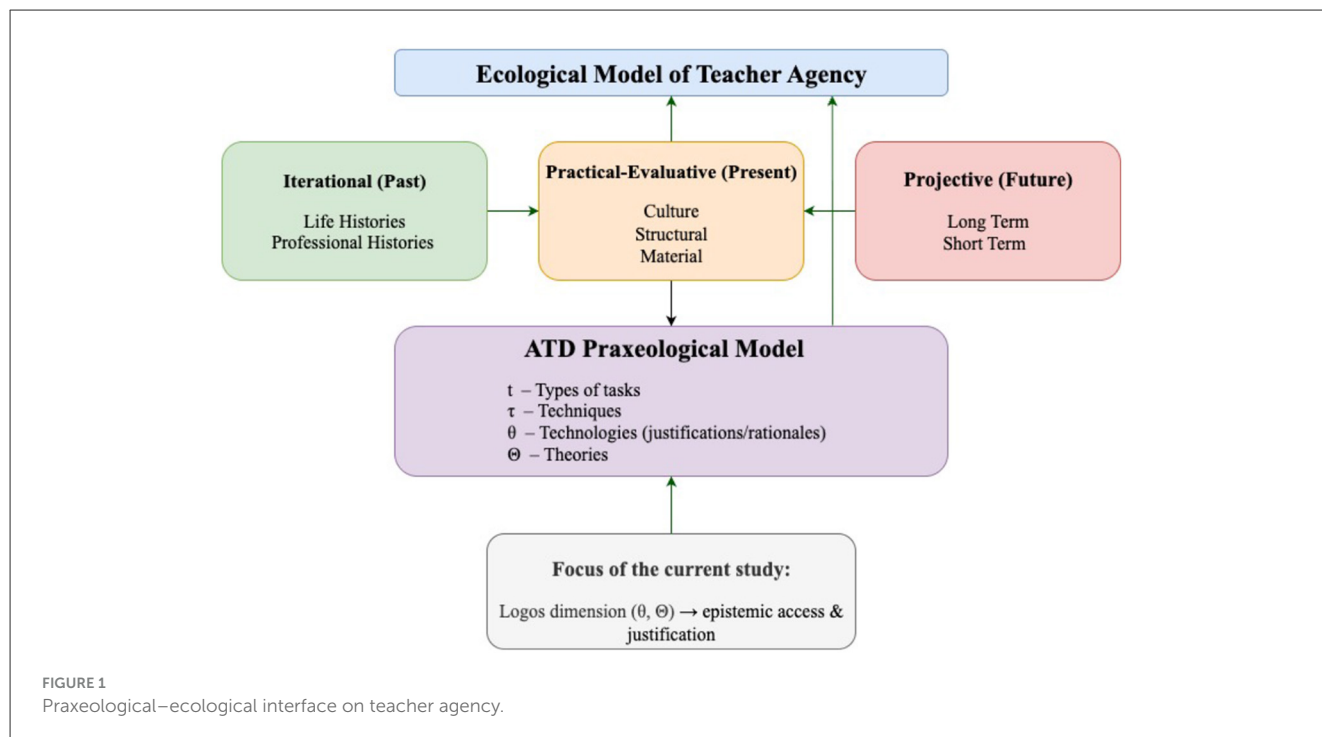 Ecological Model of Teacher Agency
Iterational (Past)
Life Histories
Professional Histories
Practical-Evaluative (Present)
Culture
Structural
Material
Projective (Future)
Long Term
Short Term
ATD Praxeological Model
t – Types of tasks
τ – Techniques
θ – Technologies (justifications/rationales)
Θ – Theories
Focus of the current study:
Logos dimension (θ, Θ) → epistemic access &
justification
FIGURE 1
Praxeological–ecological interface on teacher agency.